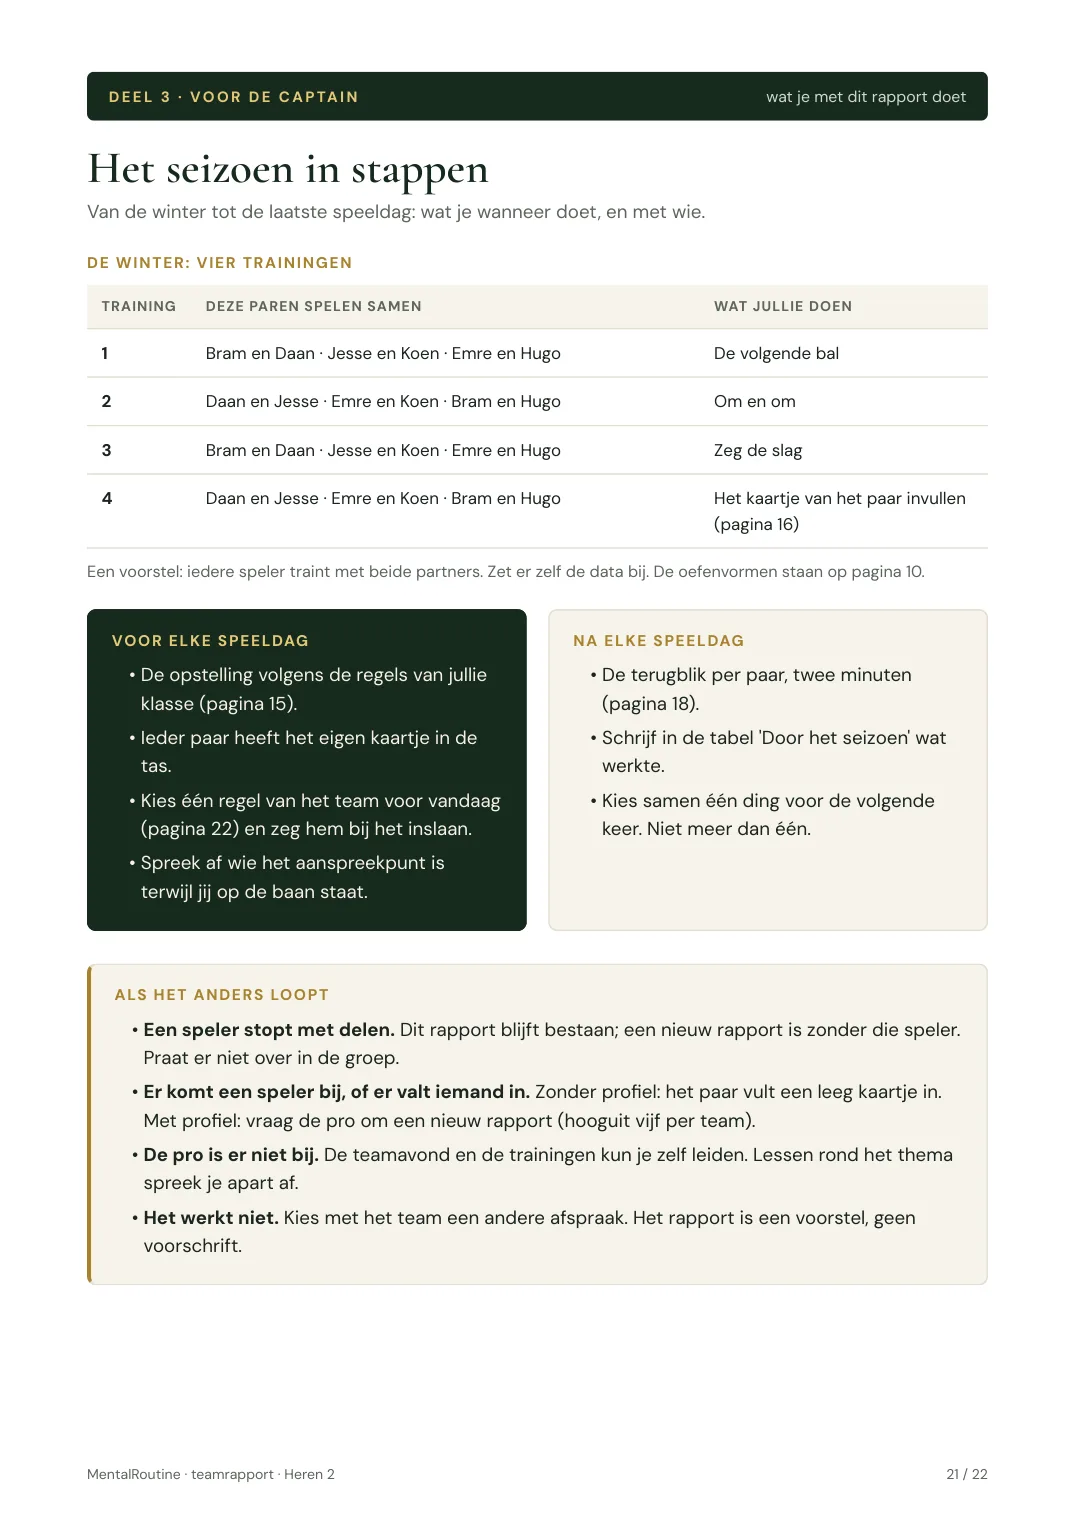 DEEL 3 · VOOR DE CAPTAIN
wat je met dit rapport doet
Het seizoen in stappen
Van de winter tot de laatste speeldag: wat je wanneer doet, en met wie.
DE WINTER: VIER TRAININGEN
TRAINING DEZE PAREN SPELEN SAMEN WAT JULLIE DOEN
1 Bram en Daan · Jesse en Koen · Emre en Hugo De volgende bal
2 Daan en Jesse · Emre en Koen · Bram en Hugo Om en om
3 Bram en Daan · Jesse en Koen · Emre en Hugo Zeg de slag
4 Daan en Jesse · Emre en Koen · Bram en Hugo Het kaartje van het paar invullen
(pagina 16)
Een voorstel: iedere speler traint met beide partners. Zet er zelf de data bij. De oefenvormen staan op pagina 10.
VOOR ELKE SPEELDAG
• De opstelling volgens de regels van jullie
klasse (pagina 15).
• Ieder paar heeft het eigen kaartje in de
tas.
• Kies één regel van het team voor vandaag
(pagina 22) en zeg hem bij het inslaan.
• Spreek af wie het aanspreekpunt is
terwijl jij op de baan staat.
NA ELKE SPEELDAG
• De terugblik per paar, twee minuten
(pagina 18).
• Schrijf in de tabel 'Door het seizoen' wat
werkte.
• Kies samen één ding voor de volgende
keer. Niet meer dan één.
ALS HET ANDERS LOOPT
• Een speler stopt met delen. Dit rapport blijft bestaan; een nieuw rapport is zonder die speler.
Praat er niet over in de groep.
• Er komt een speler bij, of er valt iemand in. Zonder profiel: het paar vult een leeg kaartje in.
Met profiel: vraag de pro om een nieuw rapport (hooguit vijf per team).
• De pro is er niet bij. De teamavond en de trainingen kun je zelf leiden. Lessen rond het thema
spreek je apart af.
• Het werkt niet. Kies met het team een andere afspraak. Het rapport is een voorstel, geen
voorschrift.
MentalRoutine · teamrapport · Heren 2
21 / 22